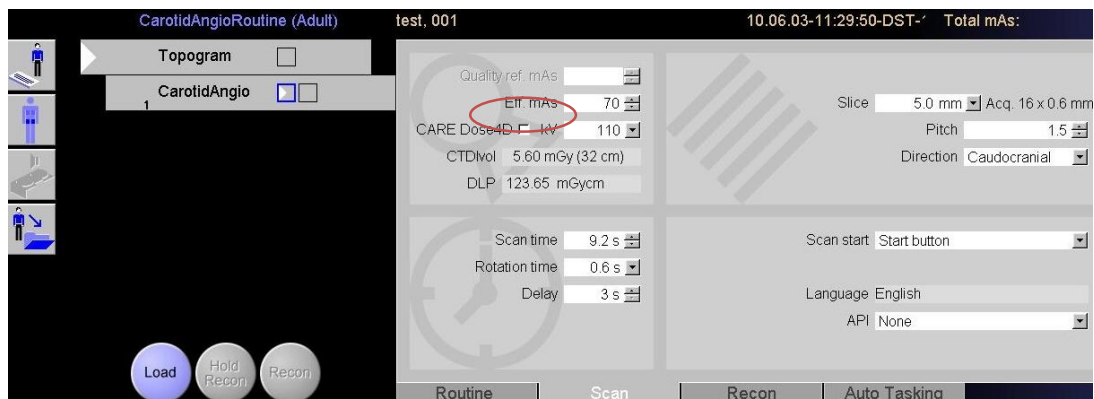 CarotidAngioRoutine (Adult)
test, 001
10.06.03-11:29:50-DST-
Total mAs:
Topogram
1 CarotidAngio
Load
Hold
Recon
Recon
Quality ref. mAs
Eff. mAs 70
CARE Dose4D kV 110
CTDIvol 5.60 mGy (32 cm)
DLP 123.65 mGycm
Slice 5.0 mm Acq. 16 x 0.6 mm
Pitch 1.5
Direction Caudocranial
Scan time 9.2 s
Rotation time 0.6 s
Delay 3 s
Scan start Start button
Language English
API None
Routine
Scan
Recon
Auto Tasking